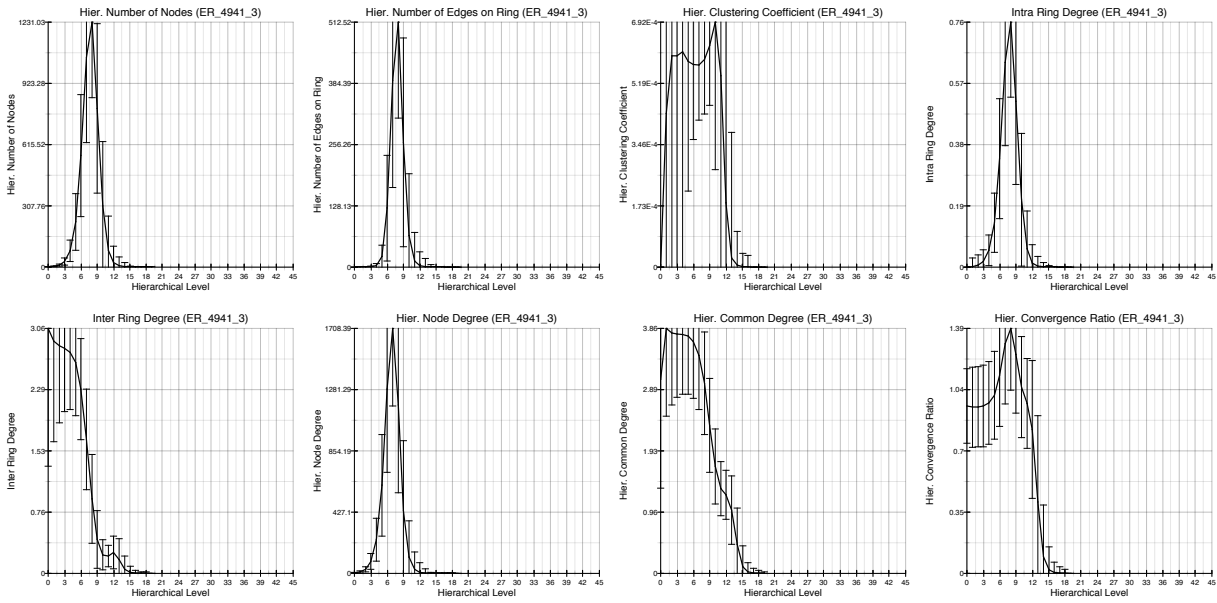 Hier. Number of Nodes (ER_4941_3)
1231.03
923.28
615.52
307.76
0
Hier. Number of Nodes
0 3 6 9 12 15 18 21 24 27 30 33 36 39 42 45
Hierarchical Level
Hier. Number of Edges on Ring (ER_4941_3)
512.52
384.39
256.26
128.13
0
Hier. Number of Edges on Ring
0 3 6 9 12 15 18 21 24 27 30 33 36 39 42 45
Hierarchical Level
Hier. Clustering Coefficient (ER_4941_3)
6.92E-4
5.19E-4
3.46E-4
1.73E-4
0
Hier. Clustering Coefficient
0 3 6 9 12 15 18 21 24 27 30 33 36 39 42 45
Hierarchical Level
Intra Ring Degree (ER_4941_3)
0.76
0.57
0.38
0.19
0
Intra Ring Degree
0 3 6 9 12 15 18 21 24 27 30 33 36 39 42 45
Hierarchical Level
Inter Ring Degree (ER_4941_3)
3.06
2.29
1.53
0.76
0
Inter Ring Degree
0 3 6 9 12 15 18 21 24 27 30 33 36 39 42 45
Hierarchical Level
Hier. Node Degree (ER_4941_3)
1708.39
1281.29
854.19
427.1
0
Hier. Node Degree
0 3 6 9 12 15 18 21 24 27 30 33 36 39 42 45
Hierarchical Level
Hier. Common Degree (ER_4941_3)
3.86
2.89
1.93
0.96
0
Hier. Common Degree
0 3 6 9 12 15 18 21 24 27 30 33 36 39 42 45
Hierarchical Level
Hier. Convergence Ratio (ER_4941_3)
1.39
1.04
0.7
0.35
0
Hier. Convergence Ratio
0 3 6 9 12 15 18 21 24 27 30 33 36 39 42 45
Hierarchical Level